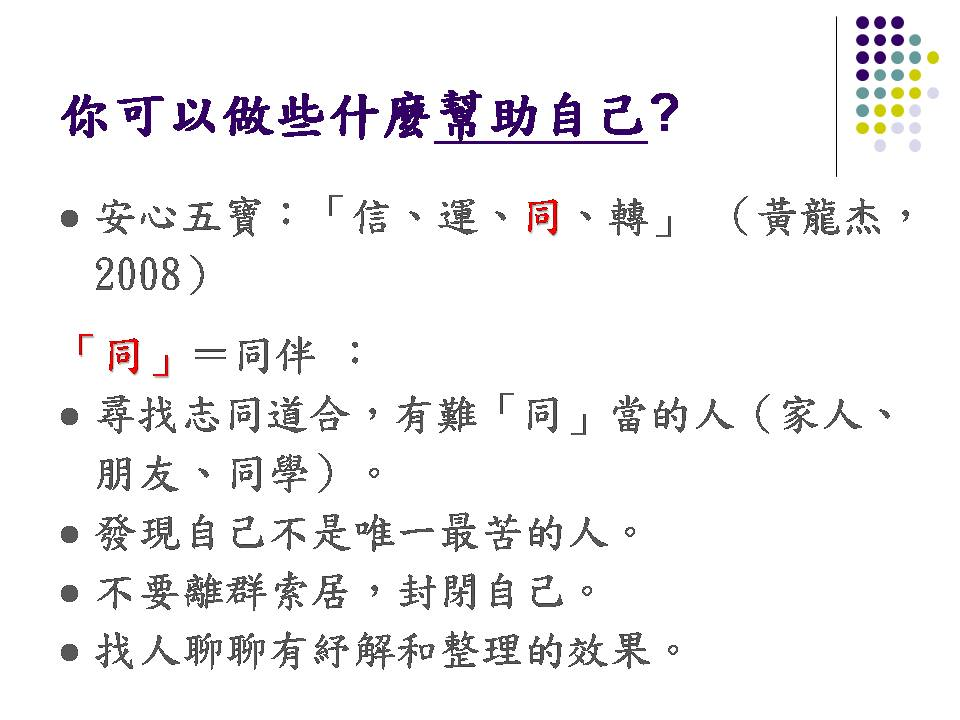 你可以做些什麼幫助自己?
● 安心五寶：「信、運、同、轉」 （黃龍杰，
2008）
「同」＝同伴 ：
● 尋找志同道合，有難「同」當的人（家人、
朋友、同學）。
● 發現自己不是唯一最苦的人。
● 不要離群索居，封閉自己。
● 找人聊聊有紓解和整理的效果。